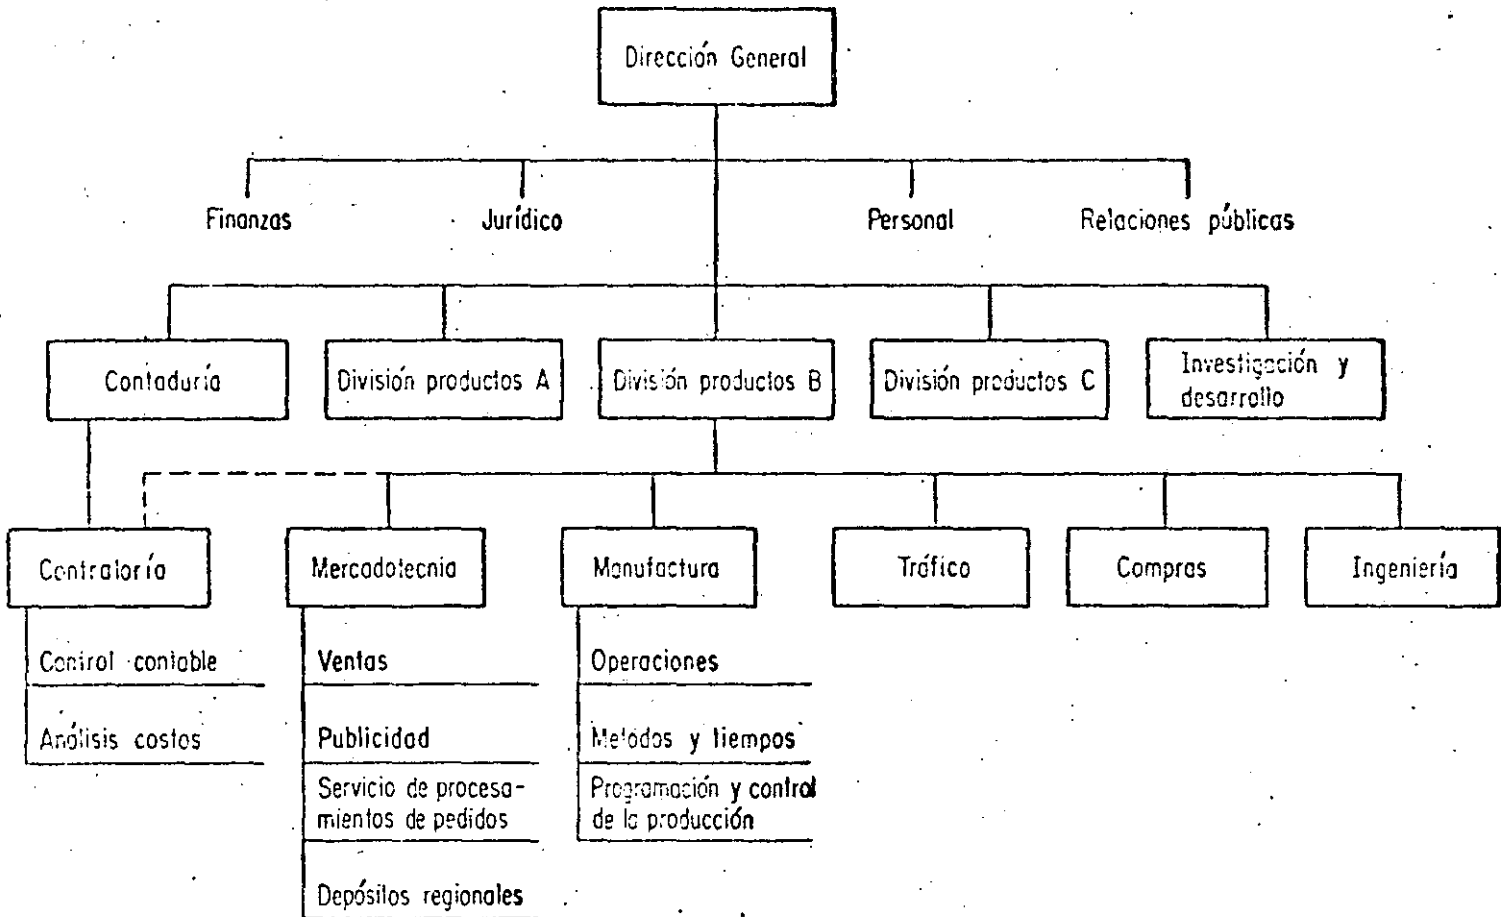 Dirección General
Finanzas
Jurídico
Personal
Relaciones públicas
Contaduría
División productos A
División productos B
División productos C
Investigación y
desarrollo
Contraloría
Mercadotecnia
Manufactura
Tráfico
Compras
Ingeniería
Control contable
Análisis costos
Ventas
Publicidad
Servicio de procesa-
mientos de pedidos
Depósitos regionales
Operaciones
Metódos y tiempos
Programación y control
de la producción